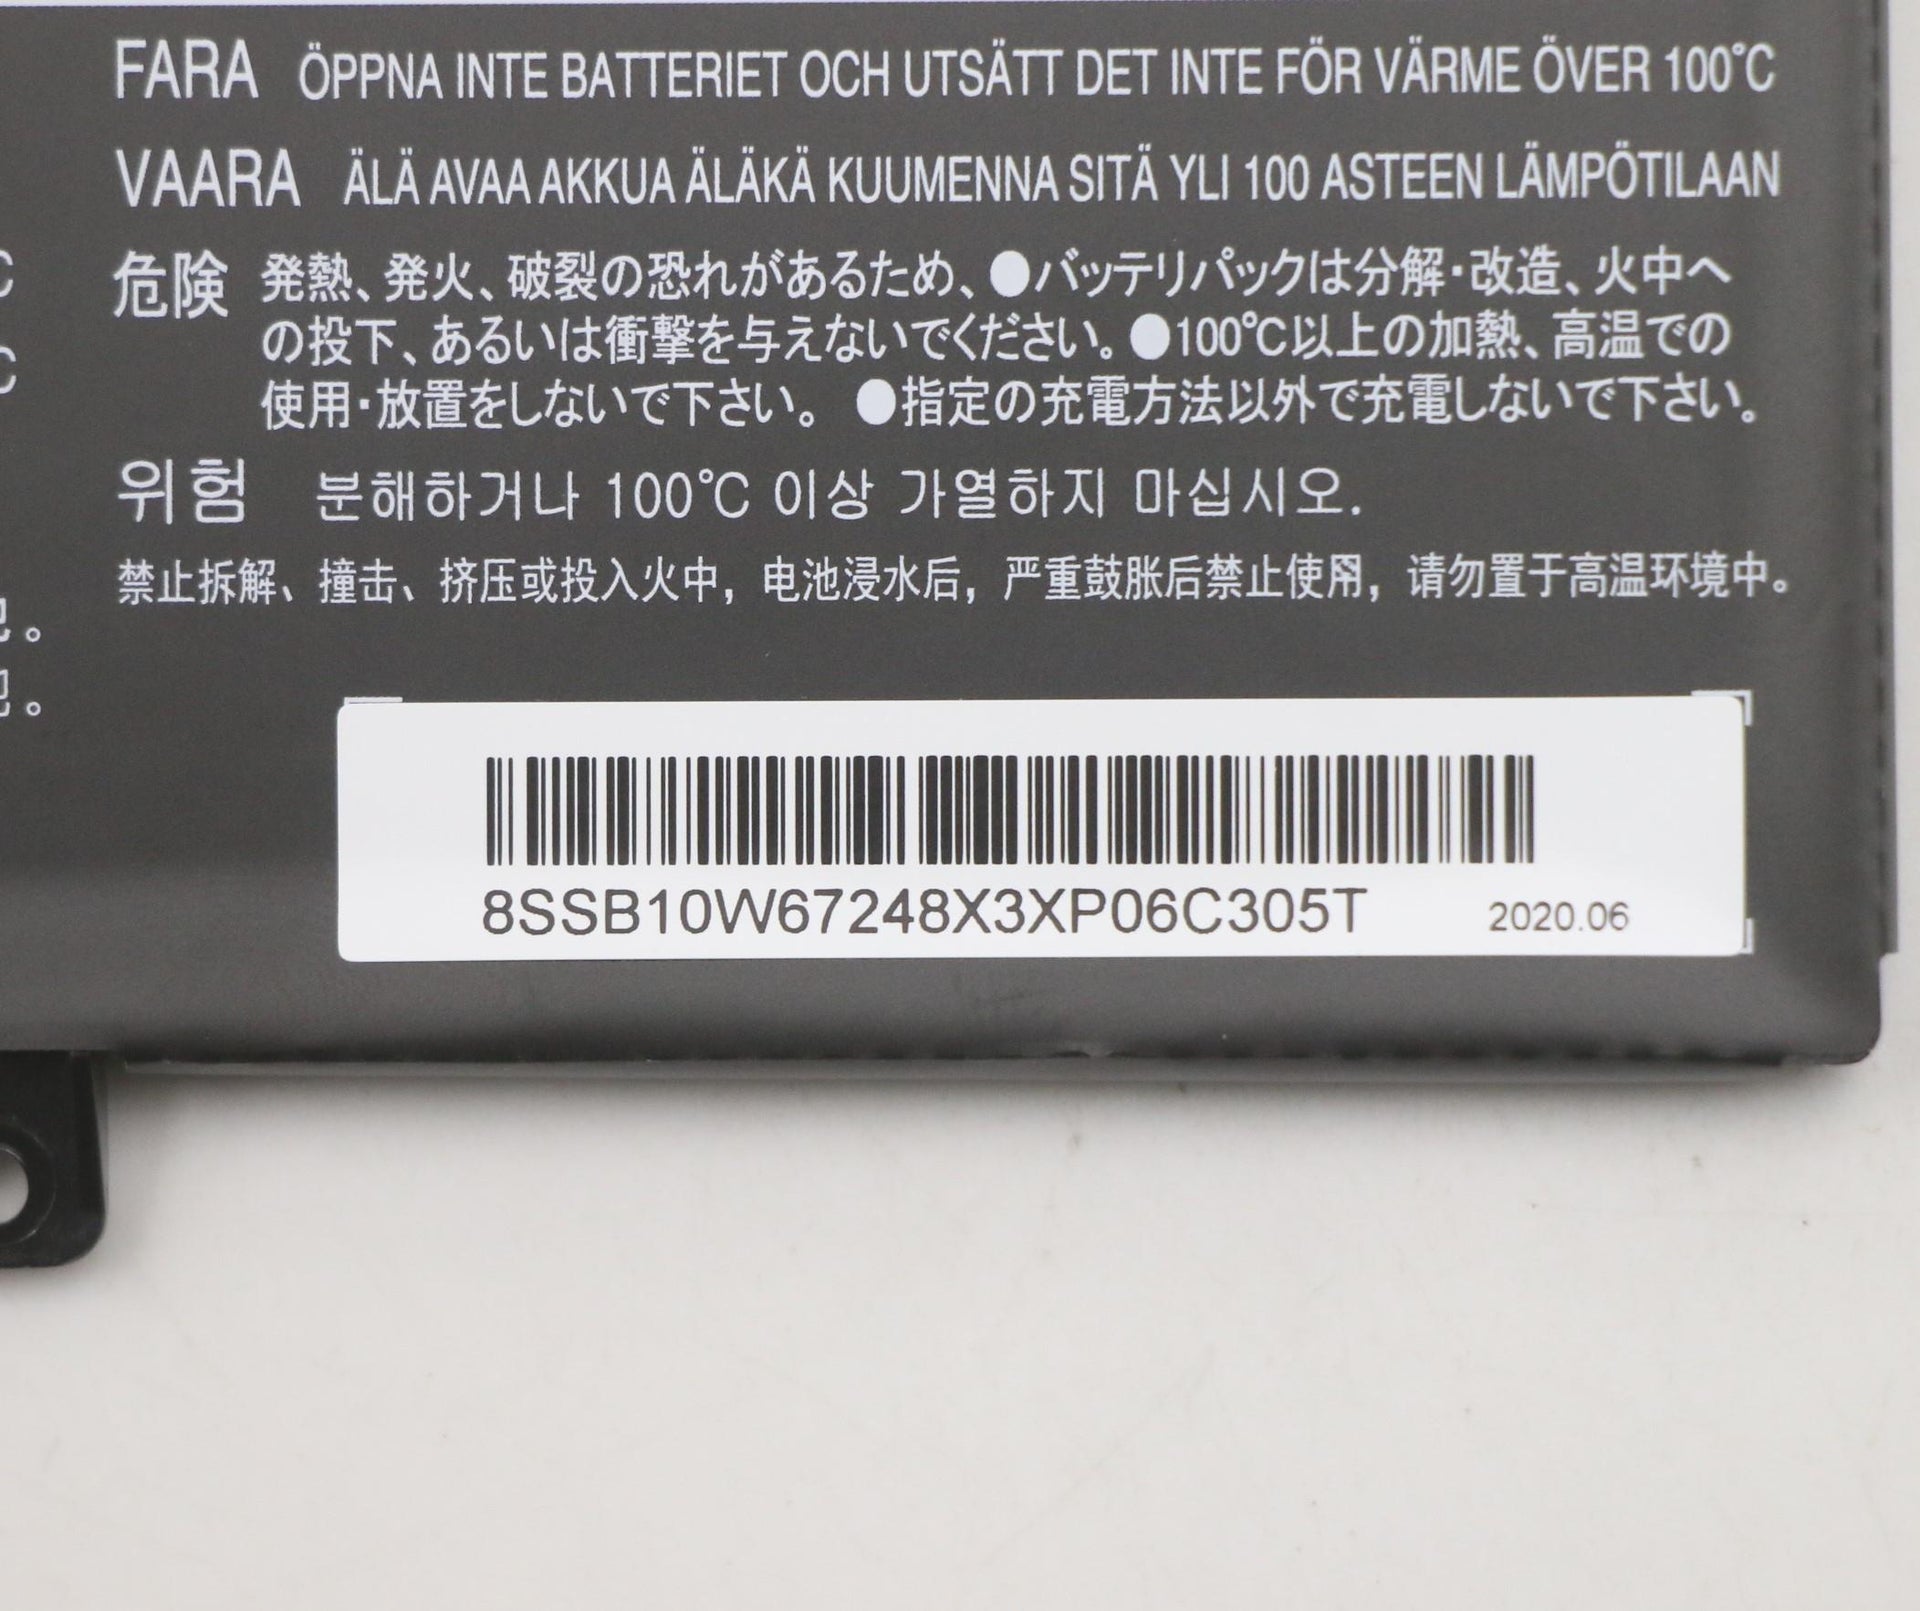 FARA ÖPPNA INTE BATTERIET OCH UTSÄTT DET INTE FÖR VÄRME ÖVER 100°C
VAARA ÄLÄ AVAA AKKUA ÄLÄKÄ KUUMENNA SITÄ YLI 100 ASTEEN LÄMPÖTILAAN
危険 発熱、発火、破裂の恐れがあるため、●バッテリパックは分解・改造、火中へ
の投下、あるいは衝撃を与えないでください。●100℃以上の加熱、高温での
使用・放置をしないで下さい。 ●指定の充電方法以外で充電しないで下さい。
위험 분해하거나 100℃ 이상 가열하지 마십시오.
禁止拆解、撞击、挤压或投入火中，电池浸水后，严重鼓胀后禁止使用，请勿置于高温环境中。
8SSB10W67248X3XP06C305T 2020.06